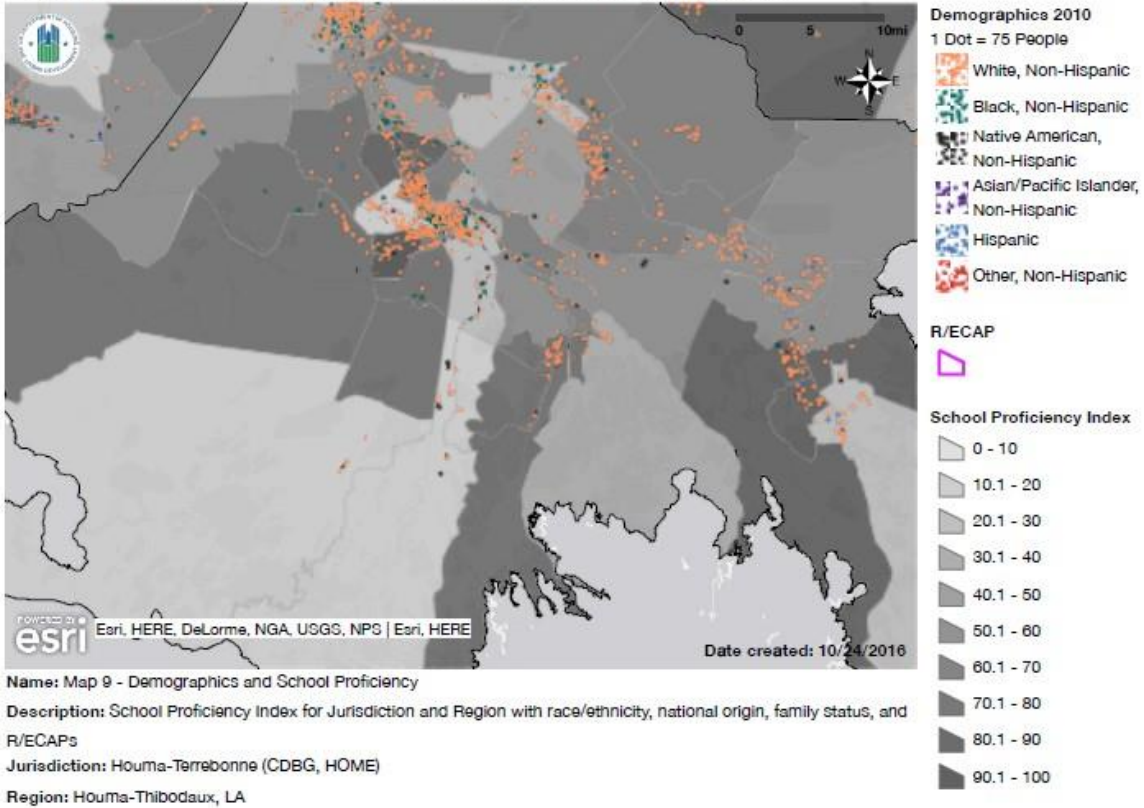 0 5 10mi
N
W E
S
POWERED BY
esri
Esri, HERE, DeLorme, NGA, USGS, NPS | Esri, HERE
Date created: 10/24/2016
Name: Map 9 - Demographics and School Proficiency
Description: School Proficiency Index for Jurisdiction and Region with race/ethnicity, national origin, family status, and
R/ECAPs
Jurisdiction: Houma-Terrebonne (CDBG, HOME)
Region: Houma-Thibodaux, LA
Demographics 2010
1 Dot = 75 People
White, Non-Hispanic
Black, Non-Hispanic
Native American,
Non-Hispanic
Asian/Pacific Islander,
Non-Hispanic
Hispanic
Other, Non-Hispanic
R/ECAP
School Proficiency Index
0 - 10
10.1 - 20
20.1 - 30
30.1 - 40
40.1 - 50
50.1 - 60
60.1 - 70
70.1 - 80
80.1 - 90
90.1 - 100